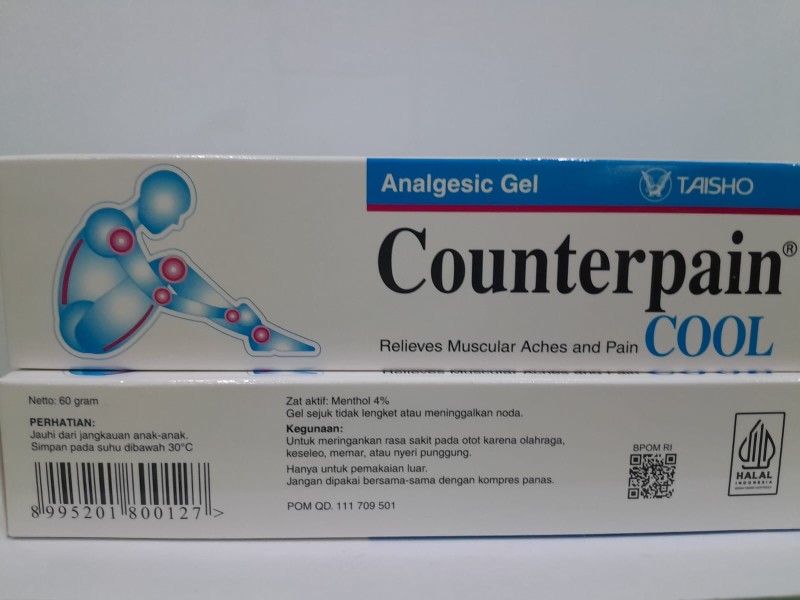 Analgesic Gel
TAISHO
Counterpain®
Relieves Muscular Aches and Pain COOL
Netto: 60 gram
PERHATIAN:
Jauhi dari jangkauan anak-anak.
Simpan pada suhu dibawah 30°C
8 995201 800127 >
Zat aktif: Menthol 4%
Gel sejuk tidak lengket atau meninggalkan noda.
Kegunaan:
Untuk meringankan rasa sakit pada otot karena olahraga,
keseleo, memar, atau nyeri punggung.
Hanya untuk pemakaian luar.
Jangan dipakai bersama-sama dengan kompres panas.
POM QD. 111 709 501
BPOM RI
HALAL
INDONESIA